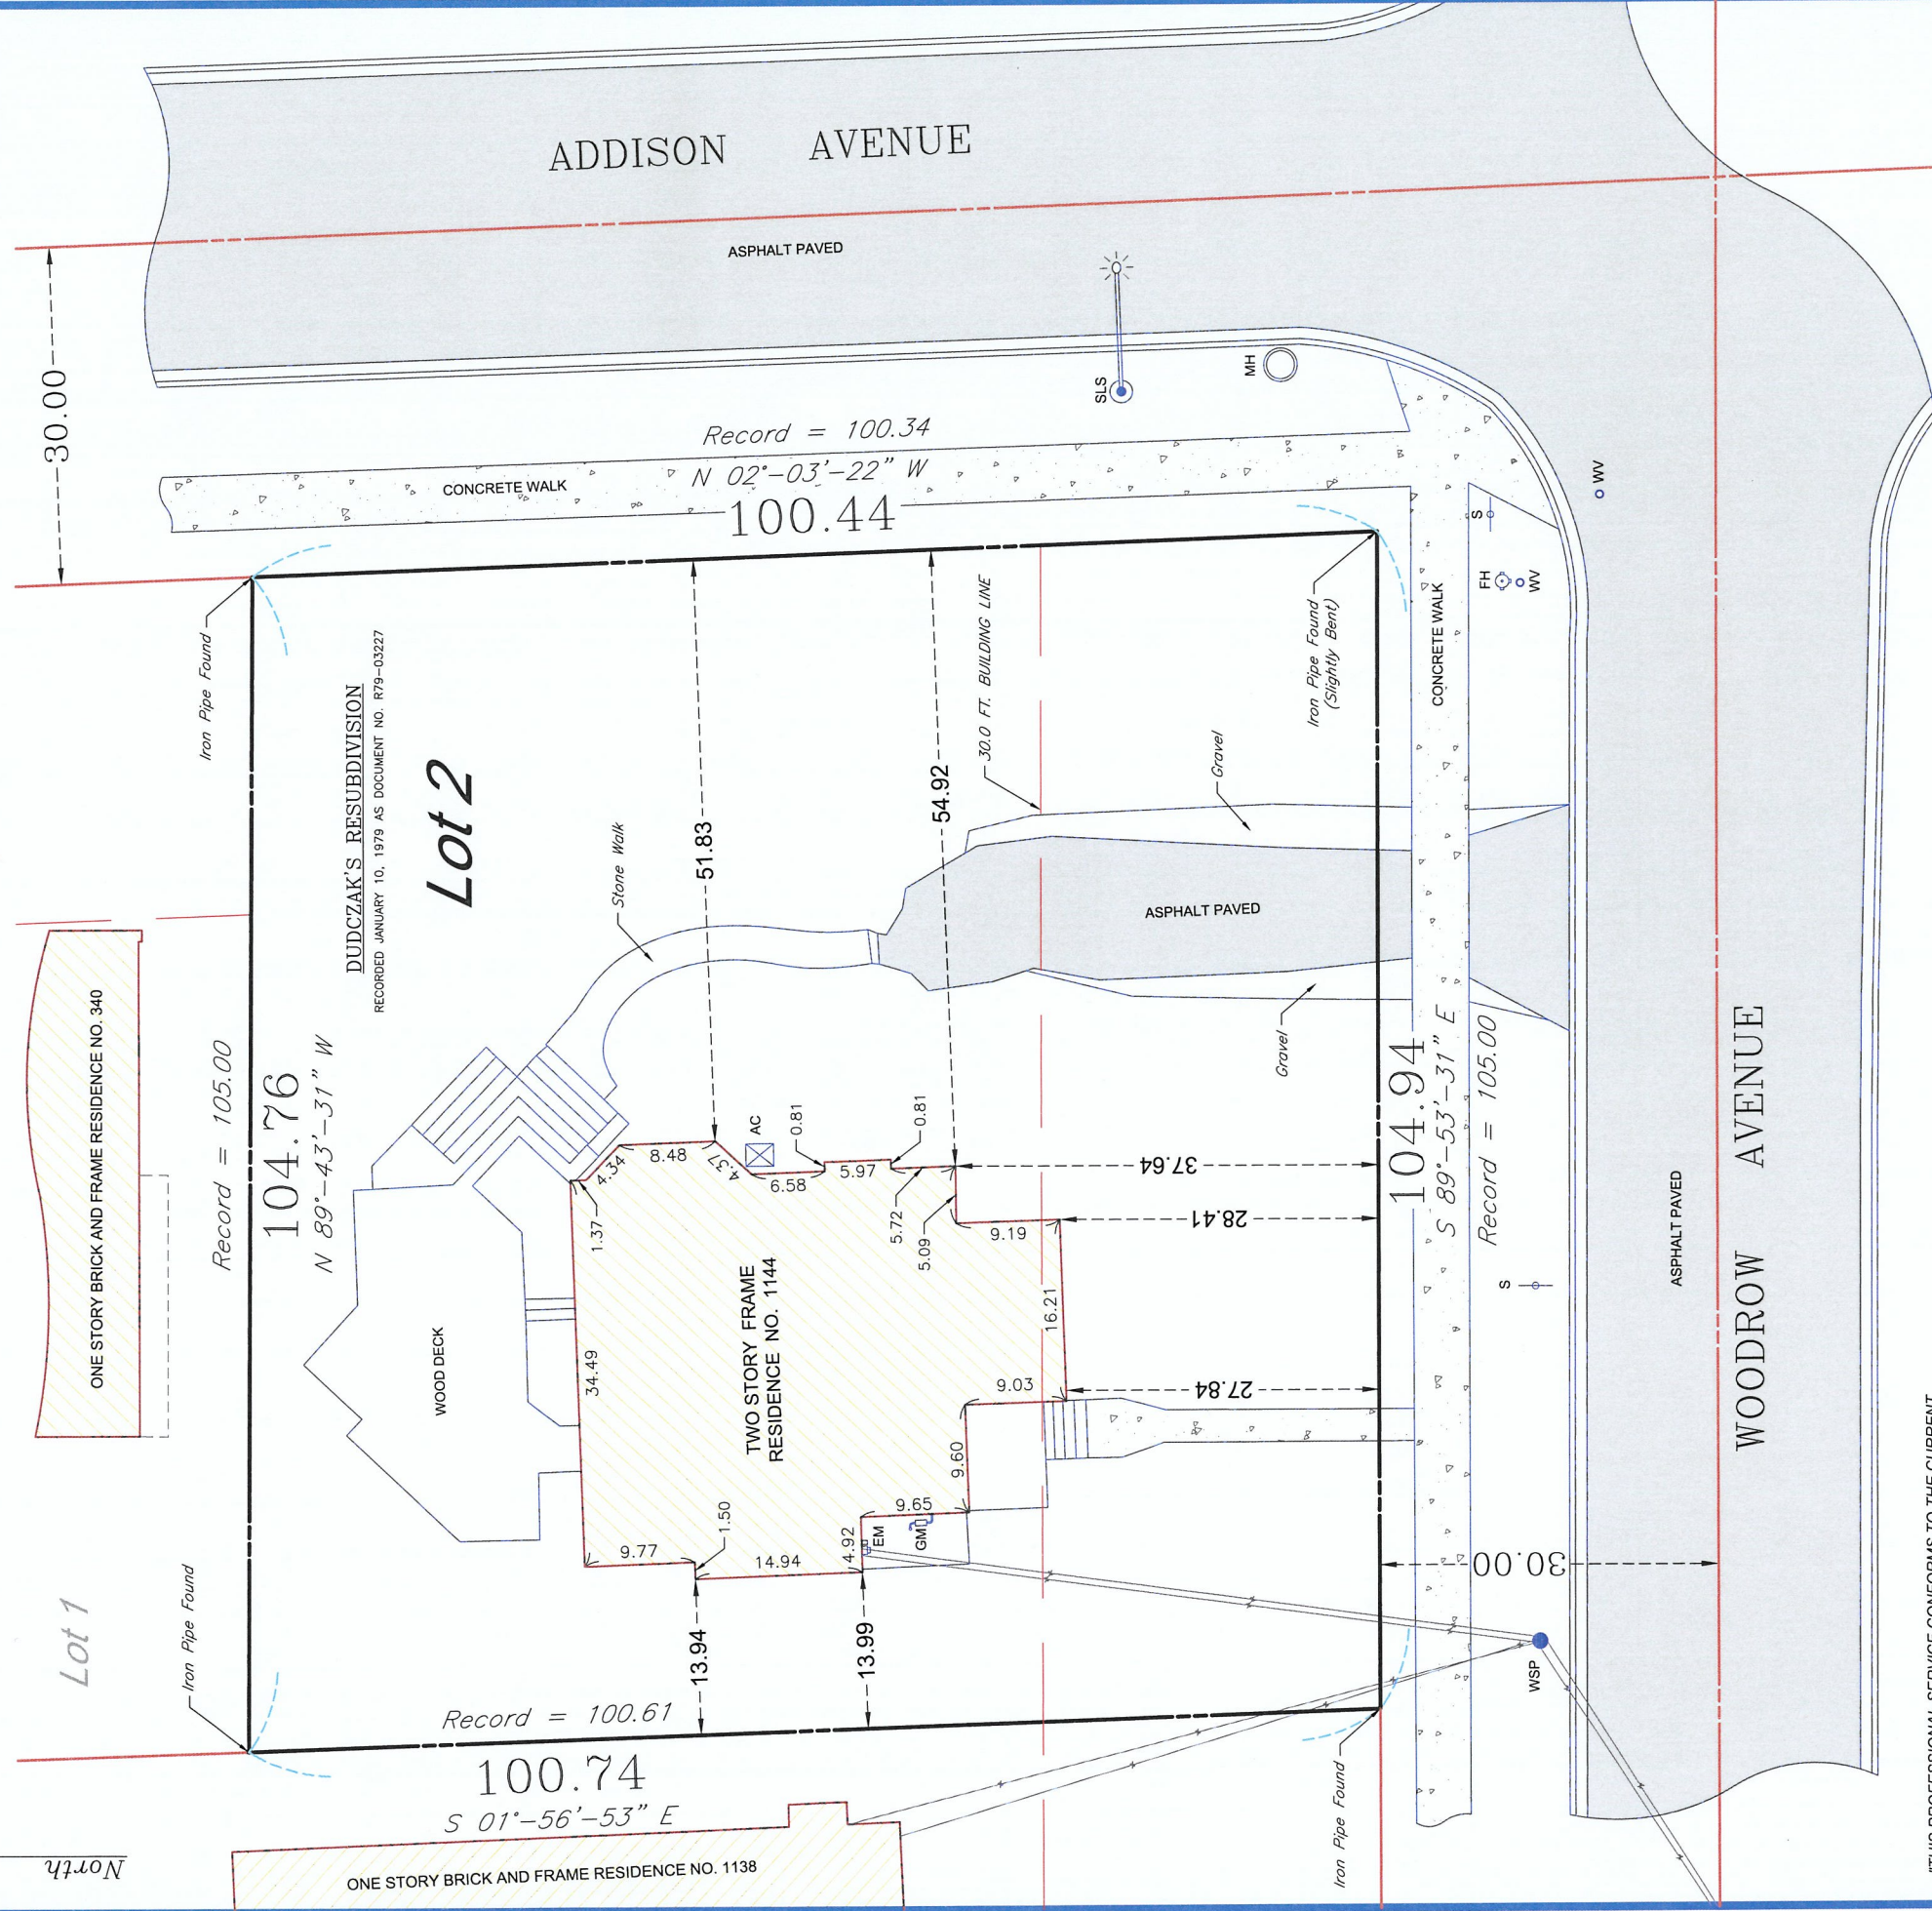 ADDISON AVENUE
ASPHALT PAVED
30.00
SLS
MH
Record = 100.34
N 02°-03'-22" W
100.44
CONCRETE WALK
Iron Pipe Found
DUDCZAK'S RESUBDIVISION
RECORDED JANUARY 10, 1979 AS DOCUMENT NO. R79-03227
Lot 2
51.83
54.92
30.0 FT. BUILDING LINE
Iron Pipe Found
(Slightly Bent)
CONCRETE WALK
S
FH
WV
WV
Stone Walk
Gravel
ASPHALT PAVED
Gravel
ONE STORY BRICK AND FRAME RESIDENCE NO. 340
Record = 105.00
104.76
N 89°-43'-31" W
WOOD DECK
1.37
4.34
8.48
4.37
AC
6.58
0.81
5.97
0.81
5.72
5.09
9.19
37.64
28.41
16.21
27.84
9.03
9.60
9.65
4.92
EM
GM
14.94
1.50
9.77
34.49
TWO STORY FRAME
RESIDENCE NO. 1144
104.94
S 89°-53'-31" E
Record = 105.00
S
ASPHALT PAVED
WOODROW AVENUE
30.00
WSP
13.94
13.99
Lot 1
Iron Pipe Found
Record = 100.61
100.74
S 01°-56'-53" E
Iron Pipe Found
ONE STORY BRICK AND FRAME RESIDENCE NO. 1138
North
"THIS PROFESSIONAL SERVICE CONFORMS TO THE CURRENT